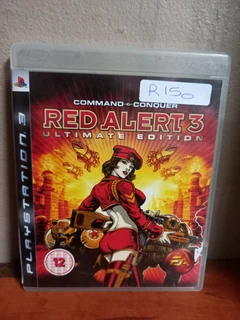 R150
COMMAND & CONQUER
RED ALERT 3
ULTIMATE EDITION
PLAYSTATION 3
12
EA